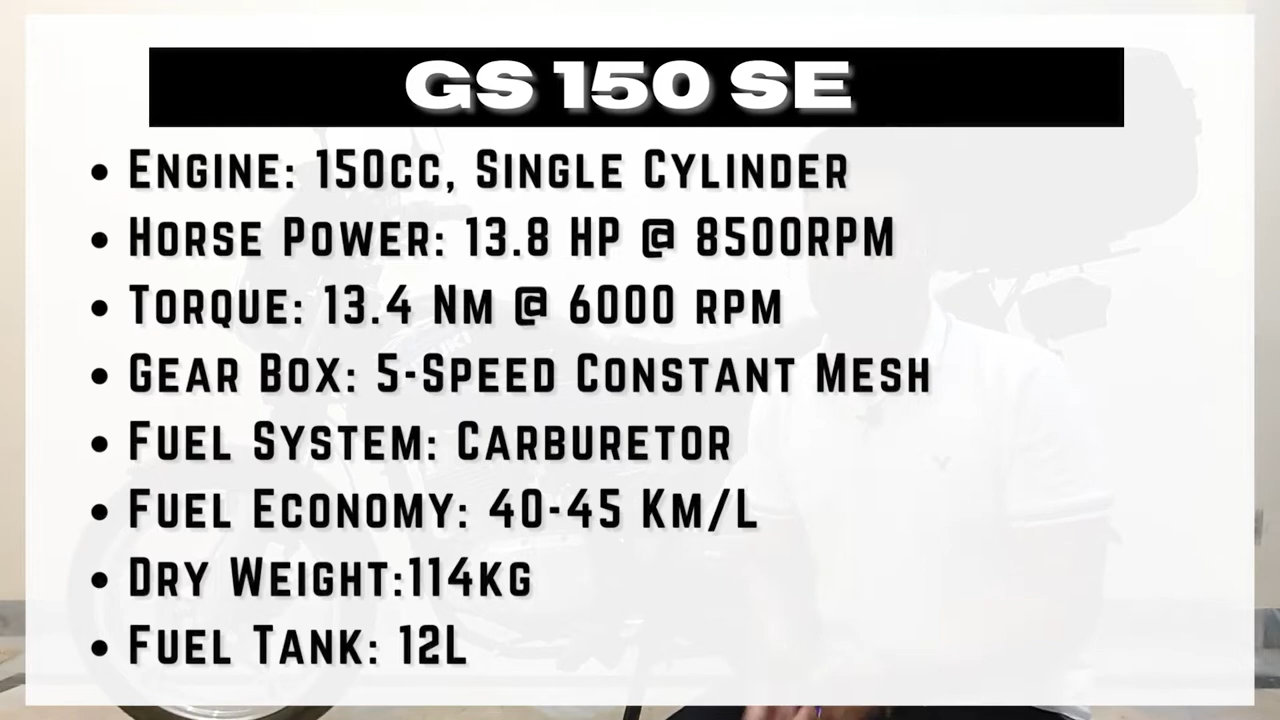 GS 150 SE
• Engine: 150cc, Single Cylinder
• Horse Power: 13.8 HP @ 8500RPM
• Torque: 13.4 Nm @ 6000 rpm
• Gear Box: 5-Speed Constant Mesh
• Fuel System: Carburetor
• Fuel Economy: 40-45 Km/L
• Dry Weight:114kg
• Fuel Tank: 12L